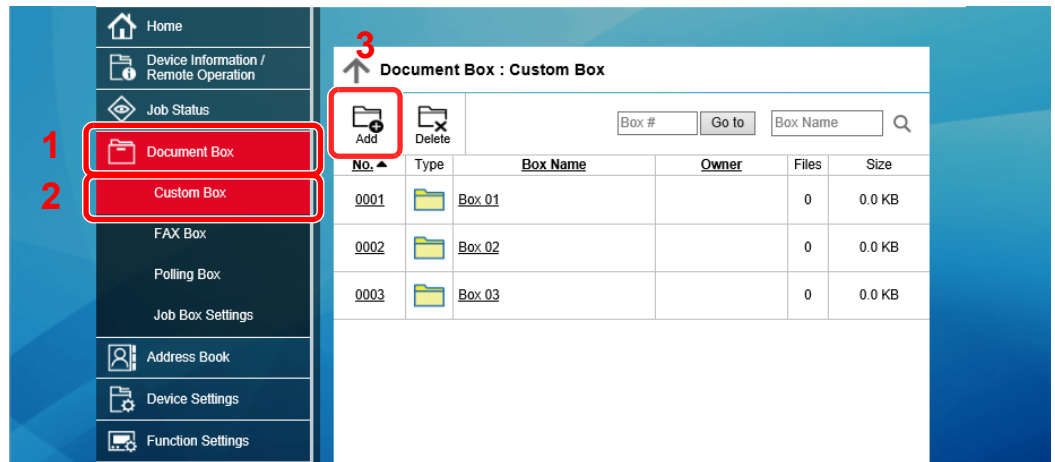 Home
Device Information /
Remote Operation
Job Status
1
Document Box
2
Custom Box
FAX Box
Polling Box
Job Box Settings
Address Book
Device Settings
Function Settings
3
Document Box : Custom Box
Add Delete Box # Go to Box Name
No. ▲ Type Box Name Owner Files Size
0001 Box 01 0 0.0 KB
0002 Box 02 0 0.0 KB
0003 Box 03 0 0.0 KB